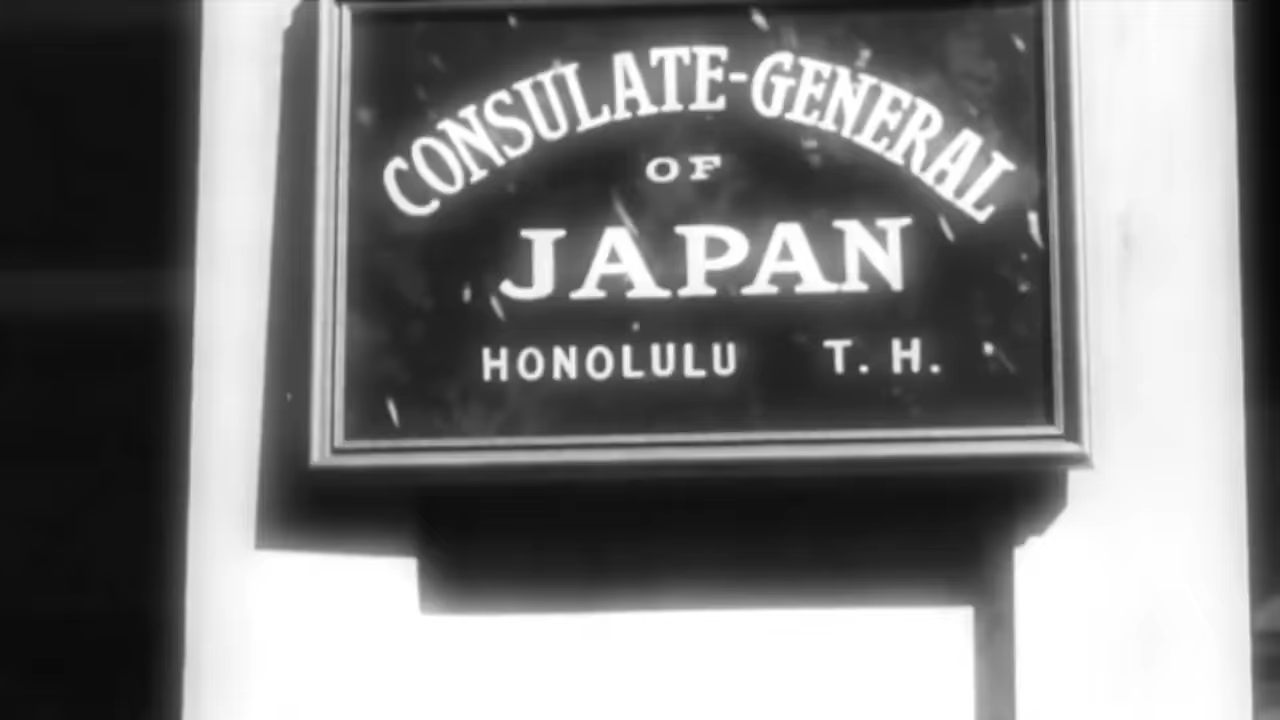 CONSULATE-GENERAL
OF
JAPAN
HONOLULU T. H.